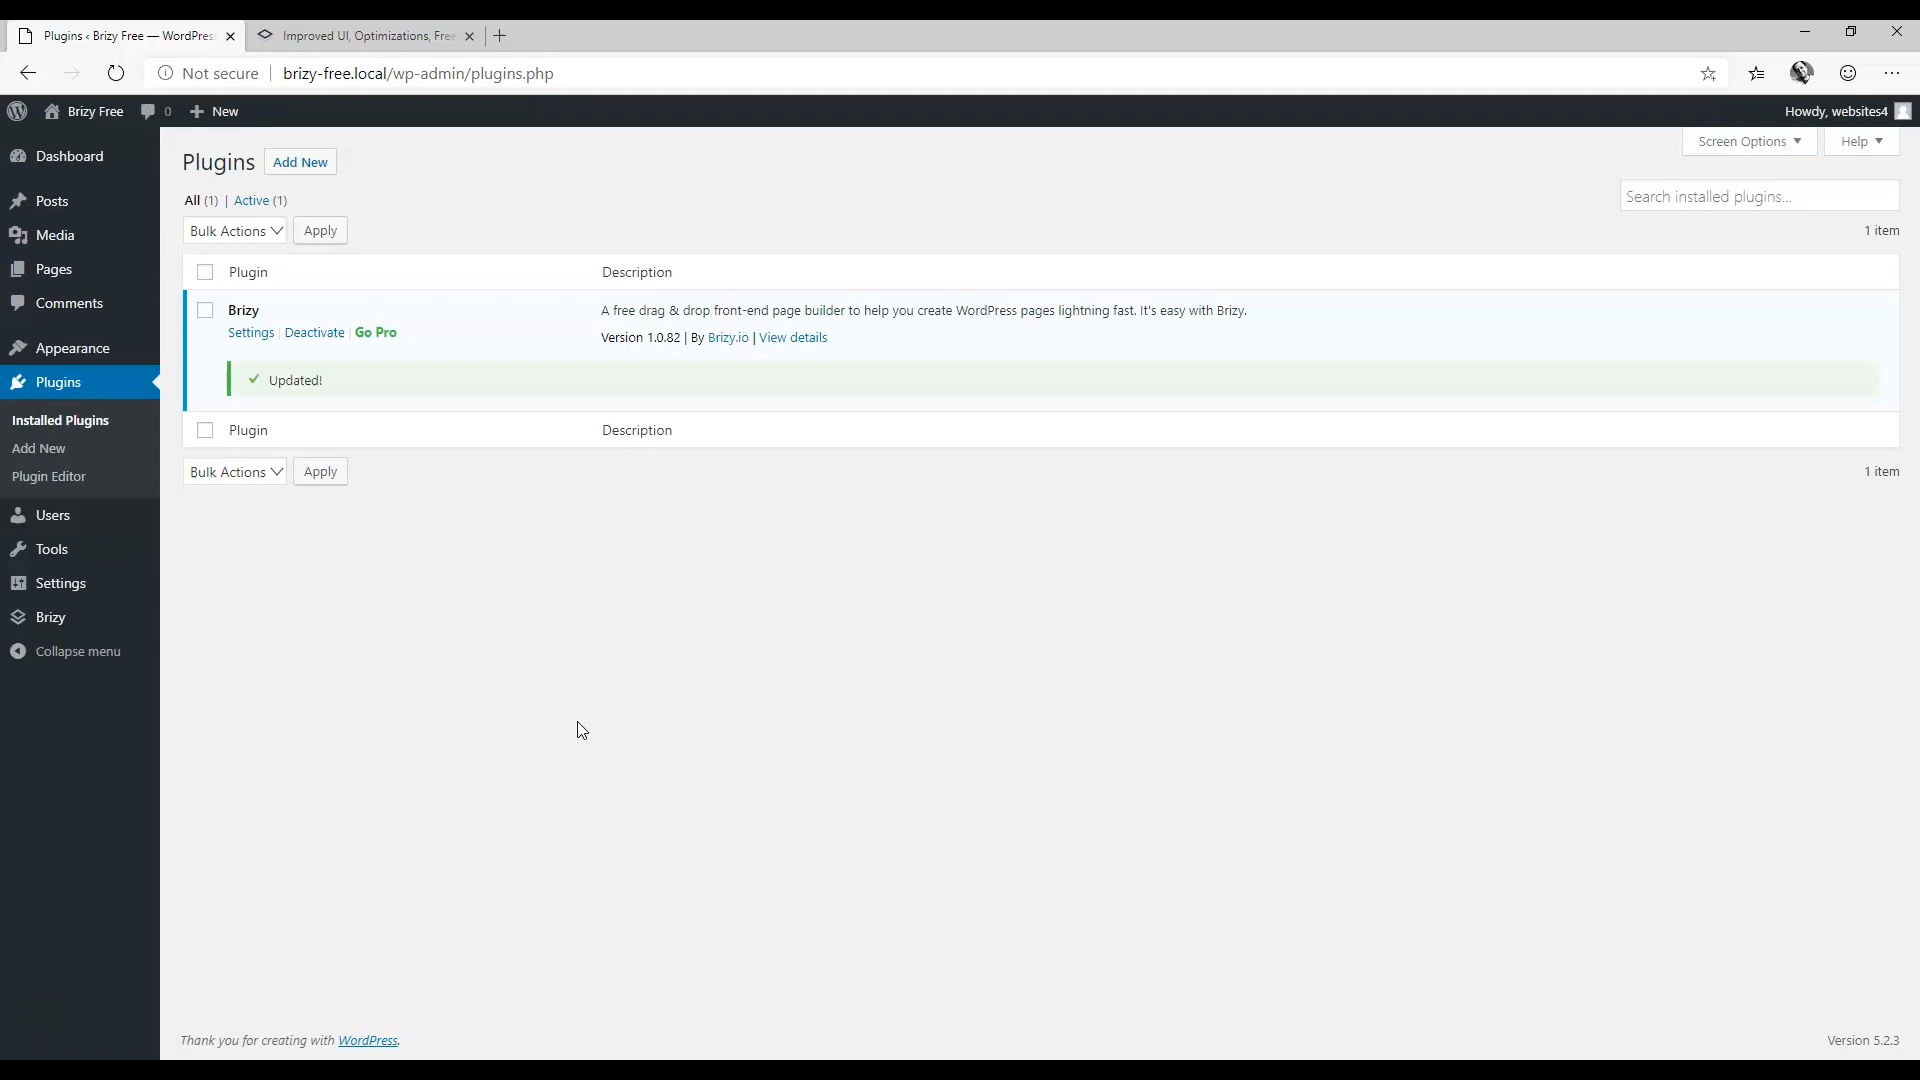 Plugins ‹ Brizy Free — WordPres
Improved UI, Optimizations, Free
Not secure
brizy-free.local/wp-admin/plugins.php
Brizy Free
0
New
Howdy, websites4
Screen Options
Help
Dashboard
Posts
Media
Pages
Comments
Appearance
Plugins
Installed Plugins
Add New
Plugin Editor
Users
Tools
Settings
Brizy
Collapse menu
Plugins
Add New
All (1) | Active (1)
Search installed plugins...
Bulk Actions
Apply
1 item
Plugin
Description
Brizy
Settings | Deactivate | Go Pro
A free drag & drop front-end page builder to help you create WordPress pages lightning fast. It's easy with Brizy.
Version 1.0.82 | By Brizy.io | View details
Updated!
Plugin
Description
Bulk Actions
Apply
1 item
Thank you for creating with WordPress.
Version 5.2.3